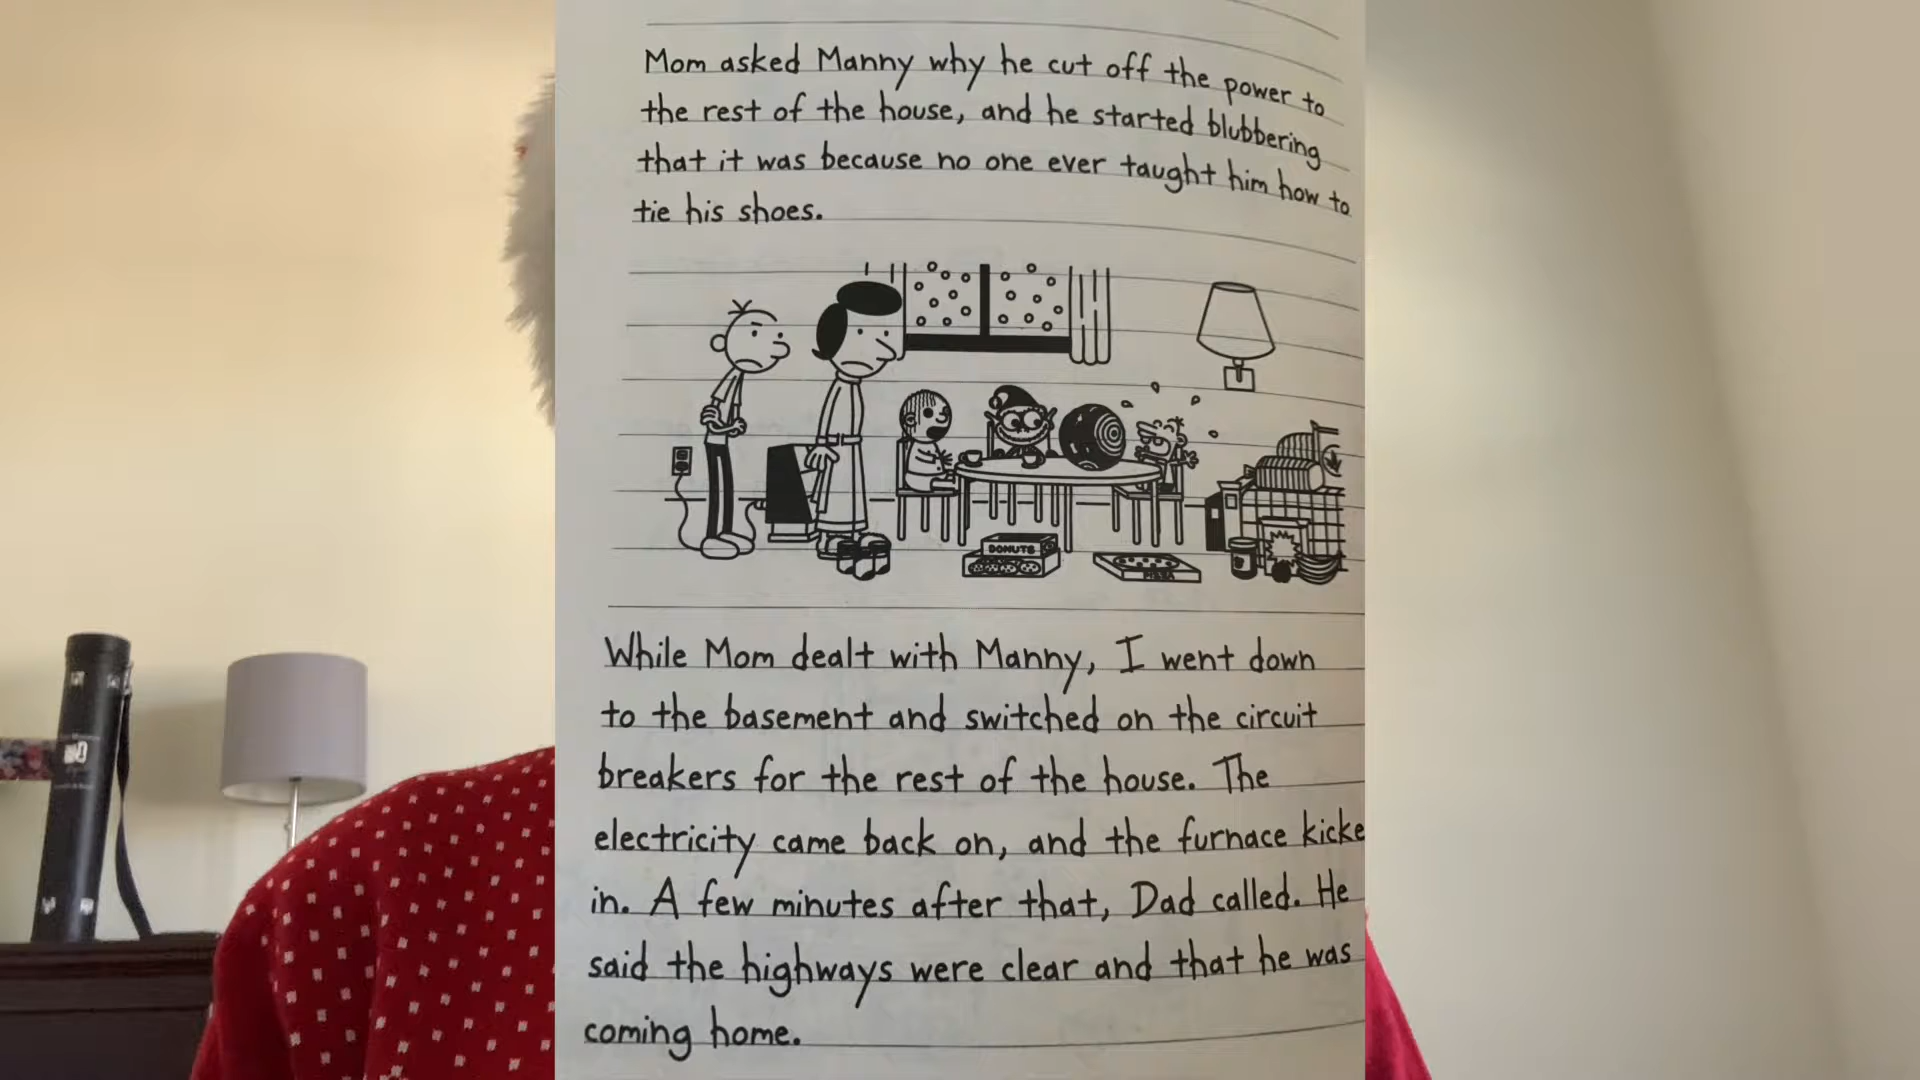 Mom asked Manny why he cut off the power to
the rest of the house, and he started blubbering
that it was because no one ever taught him how to
tie his shoes.
DONUTS
PIZZA
While Mom dealt with Manny, I went down
to the basement and switched on the circuit
breakers for the rest of the house. The
electricity came back on, and the furnace kicke
in. A few minutes after that, Dad called. He
said the highways were clear and that he was
coming home.